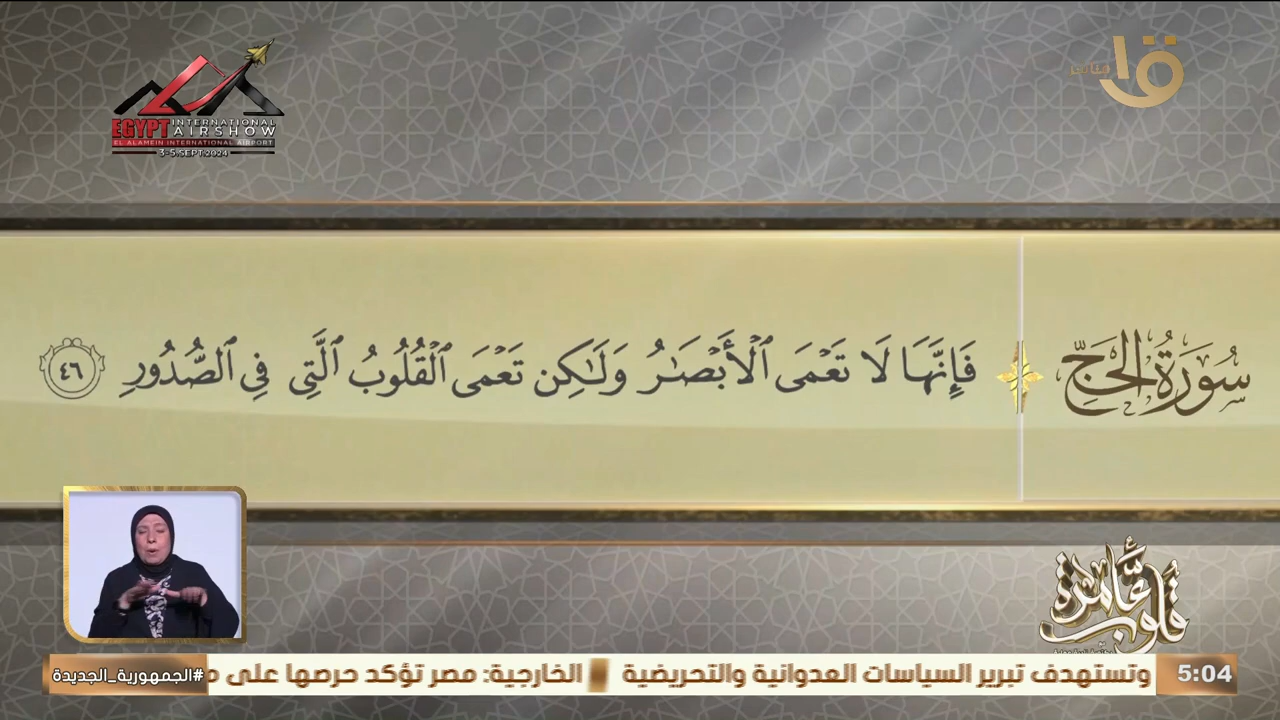 EGYPT INTERNATIONAL
AIRSHOW
EL ALAMEIN INTERNATIONAL AIRPORT
3-5 SEPT 2024
قناتي
سُورَةُ الحَجِّ
فَإِنَّهَا لَا تَعْمَى ٱلْأَبْصَـٰرُ وَلَـٰكِن تَعْمَى ٱلْقُلُوبُ ٱلَّتِى فِى ٱلصُّدُورِ ٤٦
قلوب عامرة
5:04
وتستهدف تبرير السياسات العدوانية والتحريضية الخارجية: مصر تؤكد حرصها على
#الجمهورية_الجديدة